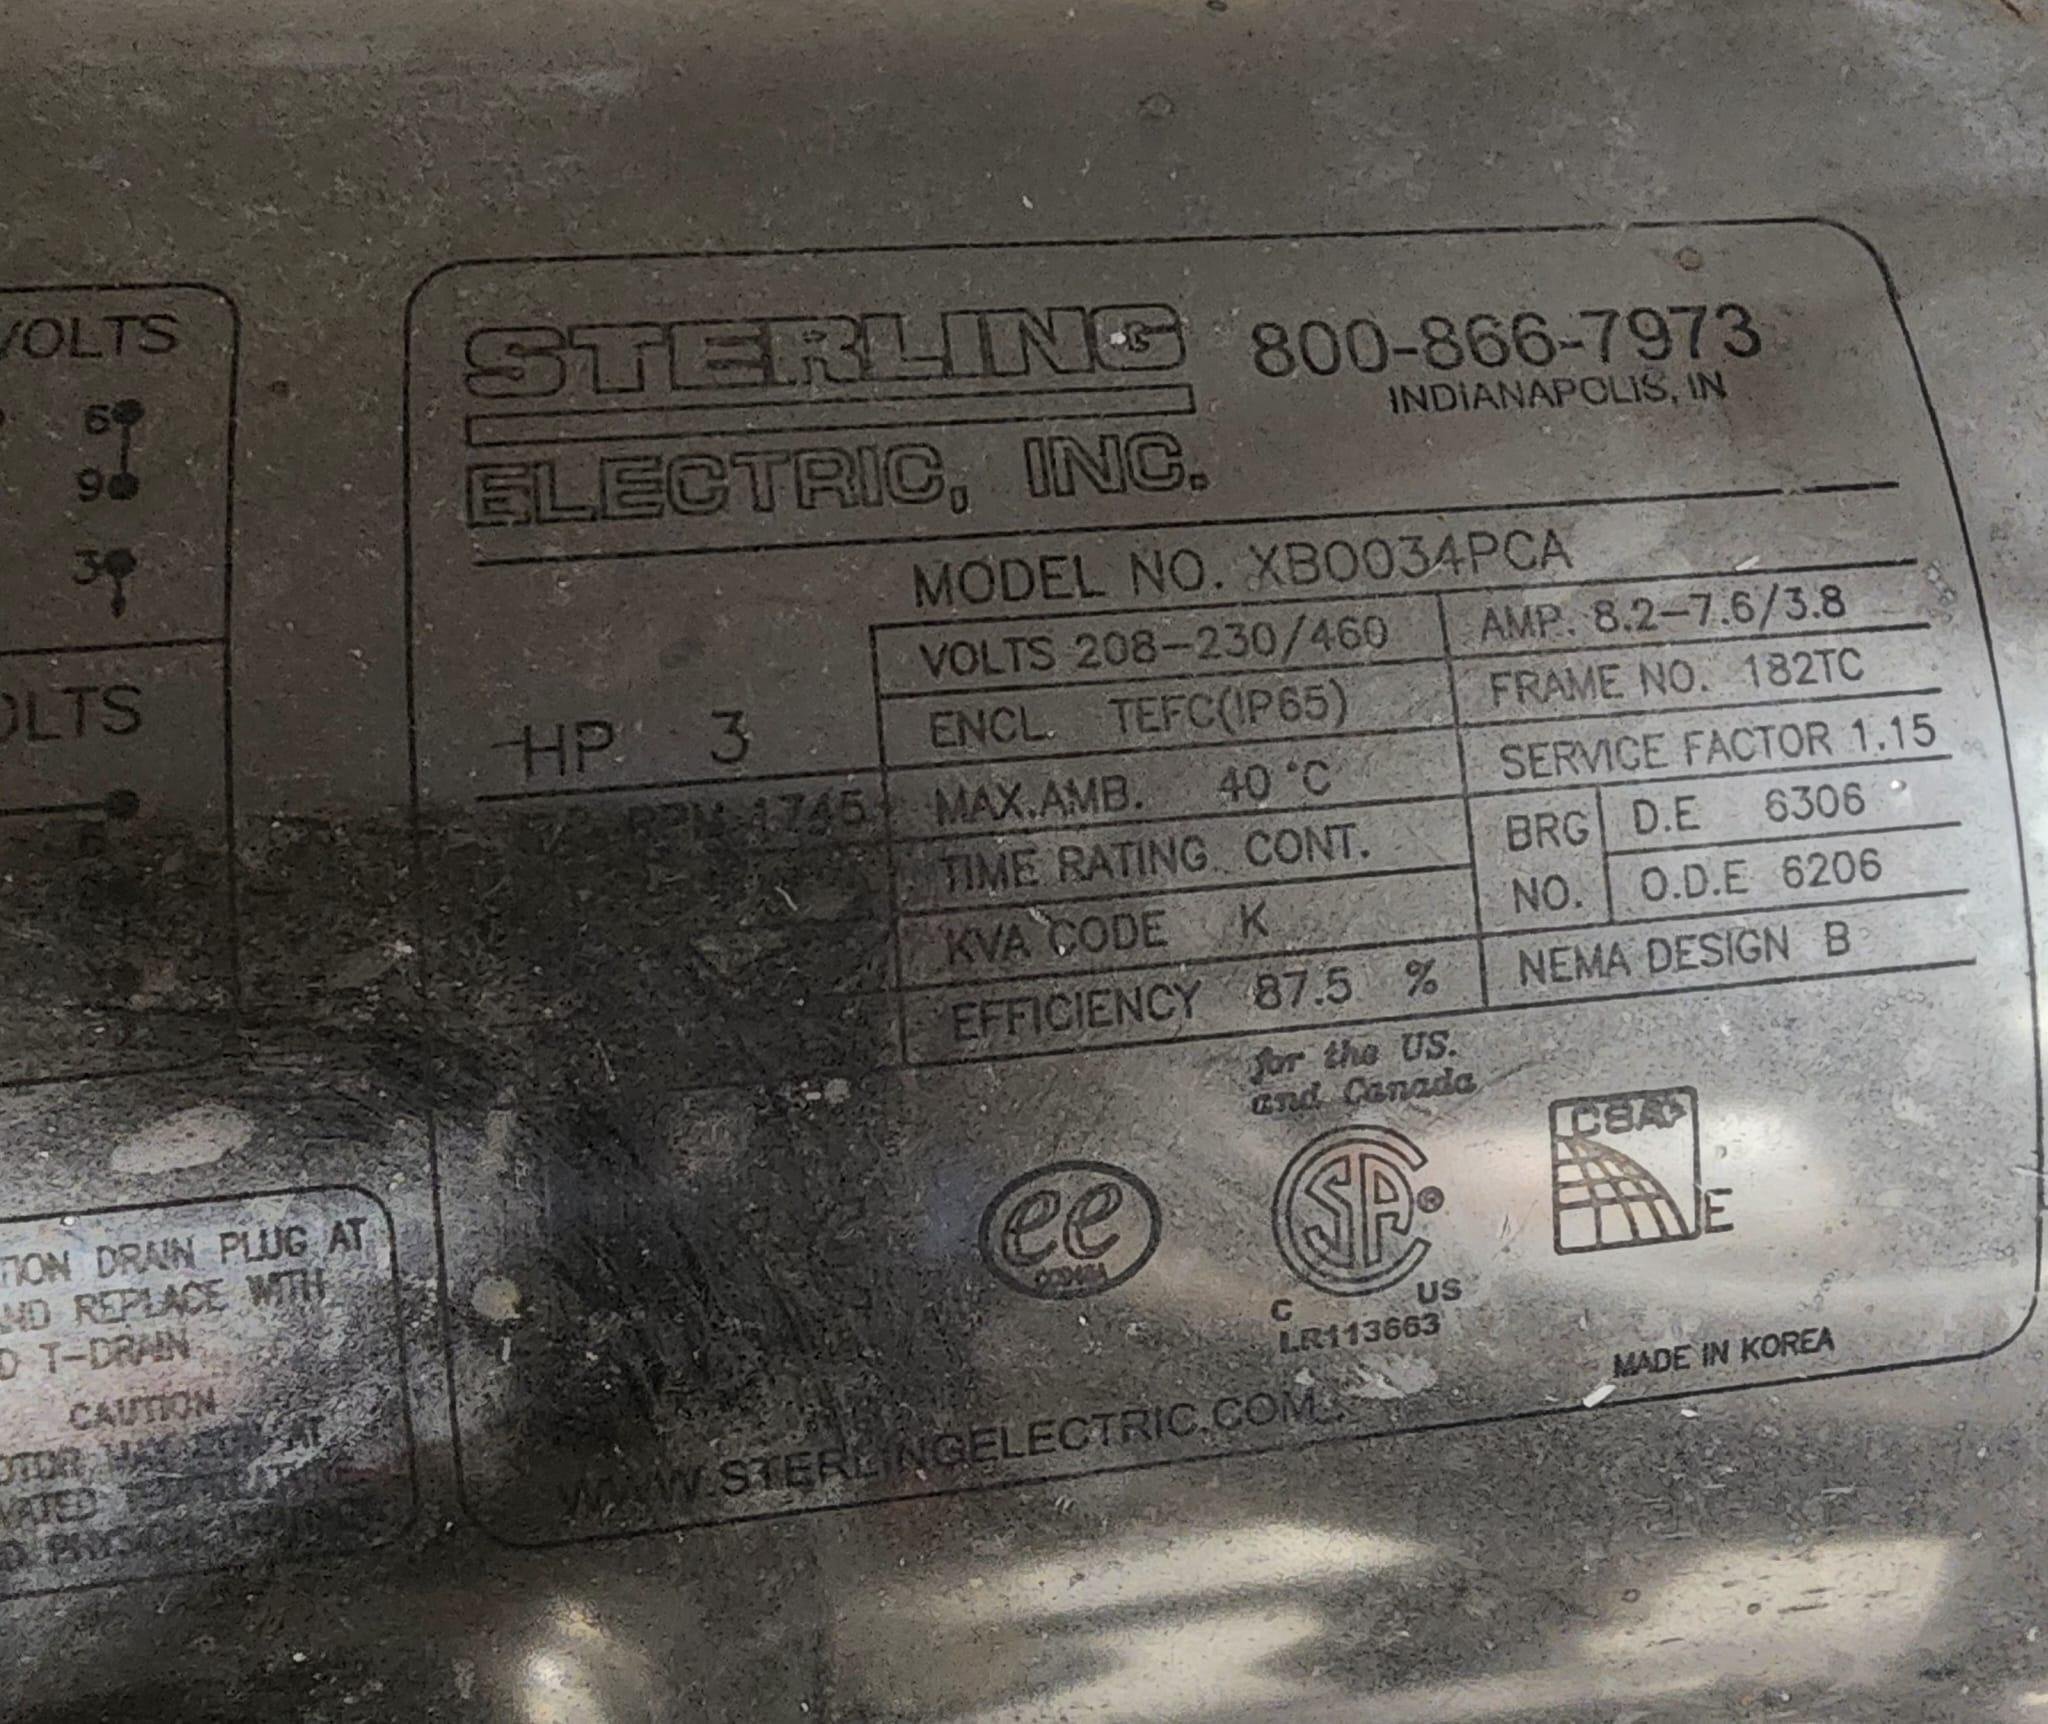 VOLTS
6
9
3
STERLING
ELECTRIC, INC.
800-866-7973
INDIANAPOLIS, IN
MODEL NO. XB0034PCA
HP 3
RPM 1745
VOLTS 208-230/460
AMP. 8.2-7.6/3.8
ENCL. TEFC(IP65)
FRAME NO. 182TC
MAX.AMB. 40 °C
SERVICE FACTOR 1.15
TIME RATING CONT.
BRG NO.
D.E 6306
O.D.E 6206
KVA CODE K
EFFICIENCY 87.5 %
NEMA DESIGN B
for the US.
and Canada
ee
SA®
C US
LR113663
CSA
E
MADE IN KOREA
WWW.STERLINGELECTRIC.COM
OLTS
DRAIN PLUG AT
REPLACE WITH
T-DRAIN
CAUTION